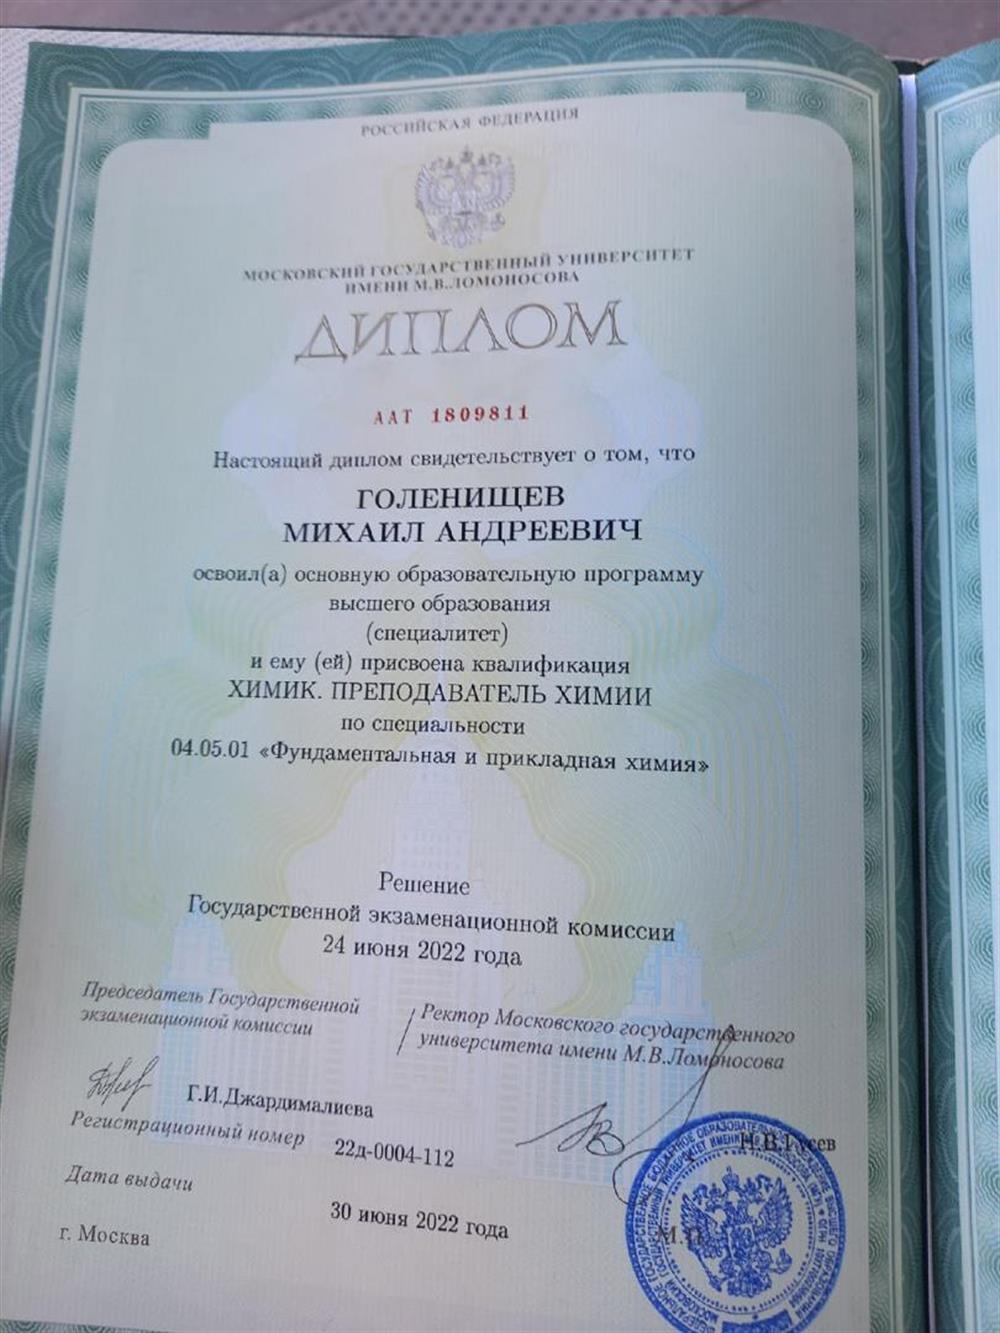 РОССИЙСКАЯ ФЕДЕРАЦИЯ
МОСКОВСКИЙ ГОСУДАРСТВЕННЫЙ УНИВЕРСИТЕТ
ИМЕНИ М.В.ЛОМОНОСОВА
ДИПЛОМ
ААТ 1809811
Настоящий диплом свидетельствует о том, что
ГОЛЕНИЩЕВ
МИХАИЛ АНДРЕЕВИЧ
освоил(а) основную образовательную программу
высшего образования
(специалитет)
и ему (ей) присвоена квалификация
ХИМИК. ПРЕПОДАВАТЕЛЬ ХИМИИ
по специальности
04.05.01 «Фундаментальная и прикладная химия»
Решение
Государственной экзаменационной комиссии
24 июня 2022 года
Председатель Государственной
экзаменационной комиссии
Ректор Московского государственного
университета имени М.В.Ломоносова
Г.И.Джардималиева
Н.В.Гусев
Регистрационный номер 22д-0004-112
Дата выдачи
30 июня 2022 года
г. Москва
М.П.